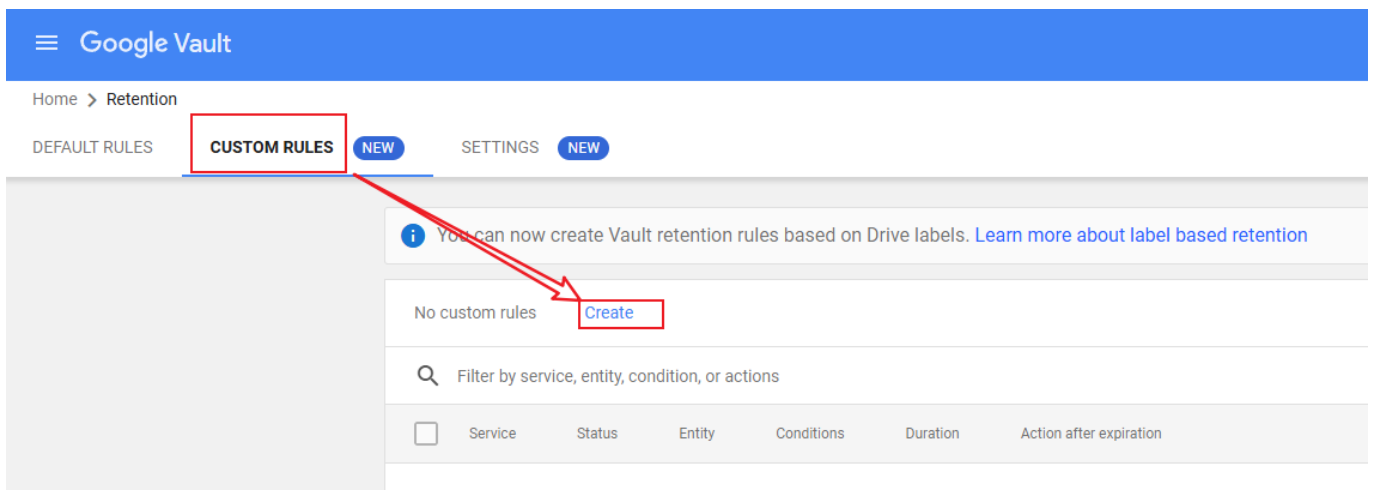 Google Vault
Home > Retention
DEFAULT RULES CUSTOM RULES NEW SETTINGS NEW
You can now create Vault retention rules based on Drive labels. Learn more about label based retention
No custom rules Create
Filter by service, entity, condition, or actions
Service Status Entity Conditions Duration Action after expiration